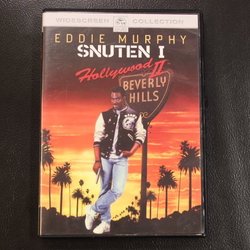 WIDESCREEN COLLECTION
EDDIE MURPHY
SNUTEN I
Hollywood II
BEVERLY HILLS